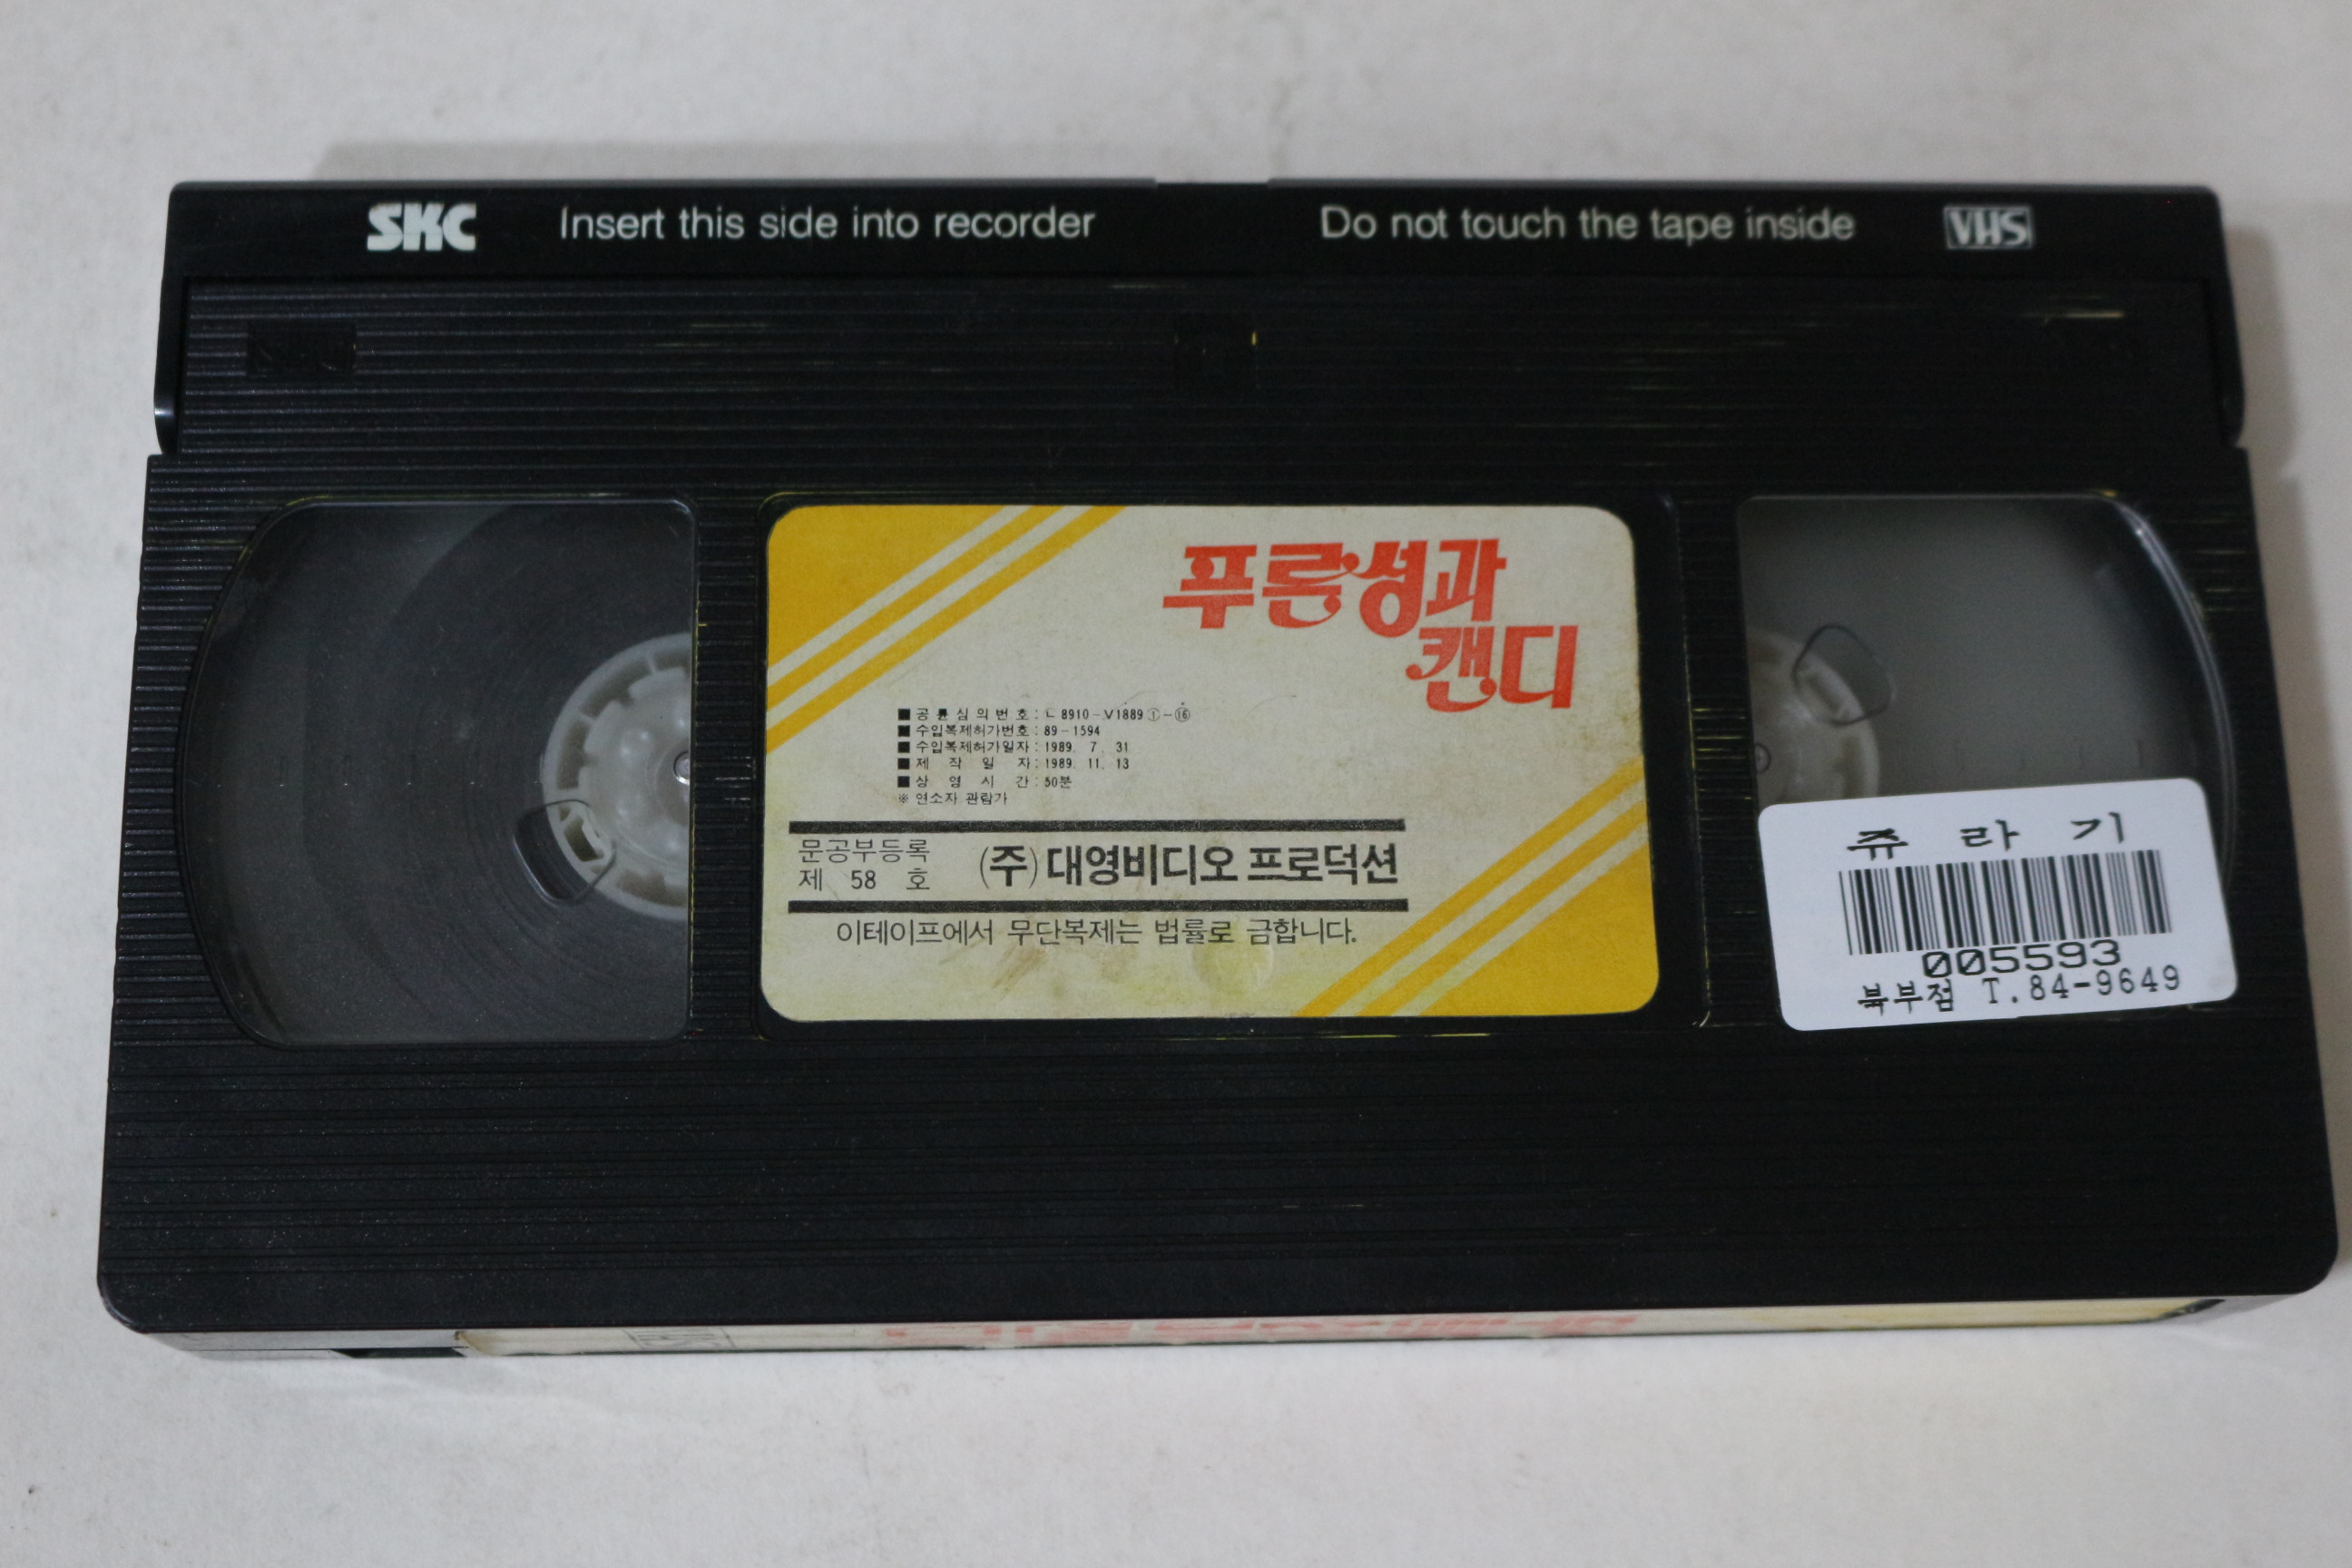 SKC Insert this side into recorder Do not touch the tape inside VHS
푸른성과
캔디
■공륜심의번호: ㄴ8910-V1889①-⑯
■수입복제허가번호: 89-1594
■수입복제허가일자: 1989. 7. 31
■제작일자: 1989. 11. 13
■상영시간: 50분
※연소자 관람가
문공부등록
제 58 호
(주)대영비디오 프로덕션
이테이프에서 무단복제는 법률로 금합니다.
쥬라기
005593
북부점 T.84-9649